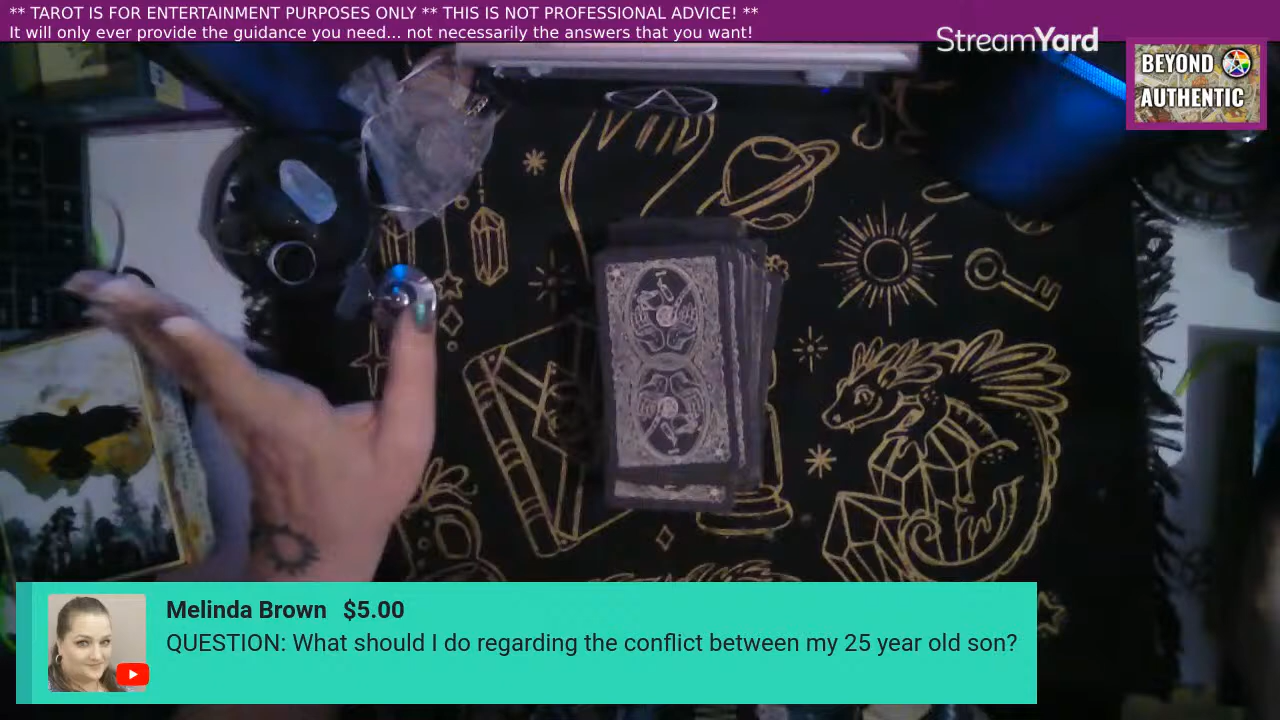 ** TAROT IS FOR ENTERTAINMENT PURPOSES ONLY ** THIS IS NOT PROFESSIONAL ADVICE! **
It will only ever provide the guidance you need... not necessarily the answers that you want!
StreamYard
BEYOND
AUTHENTIC
Melinda Brown $5.00
QUESTION: What should I do regarding the conflict between my 25 year old son?